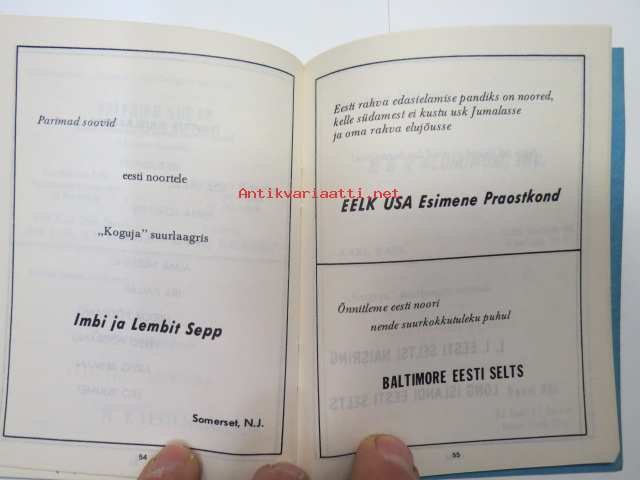 Parimad soovid
eesti noortele
„Koguja” suurlaagris
Imbi ja Lembit Sepp
Somerset, N.J.
54
Eesti rahva edasielamise pandiks on noored,
kelle südamest ei kustu usk Jumalasse
ja oma rahva elujõusse
EELK USA Esimene Praostkond
Õnnitleme eesti noori
nende suurkokkutuleku puhul
BALTIMORE EESTI SELTS
55
Antikvariaatti.net